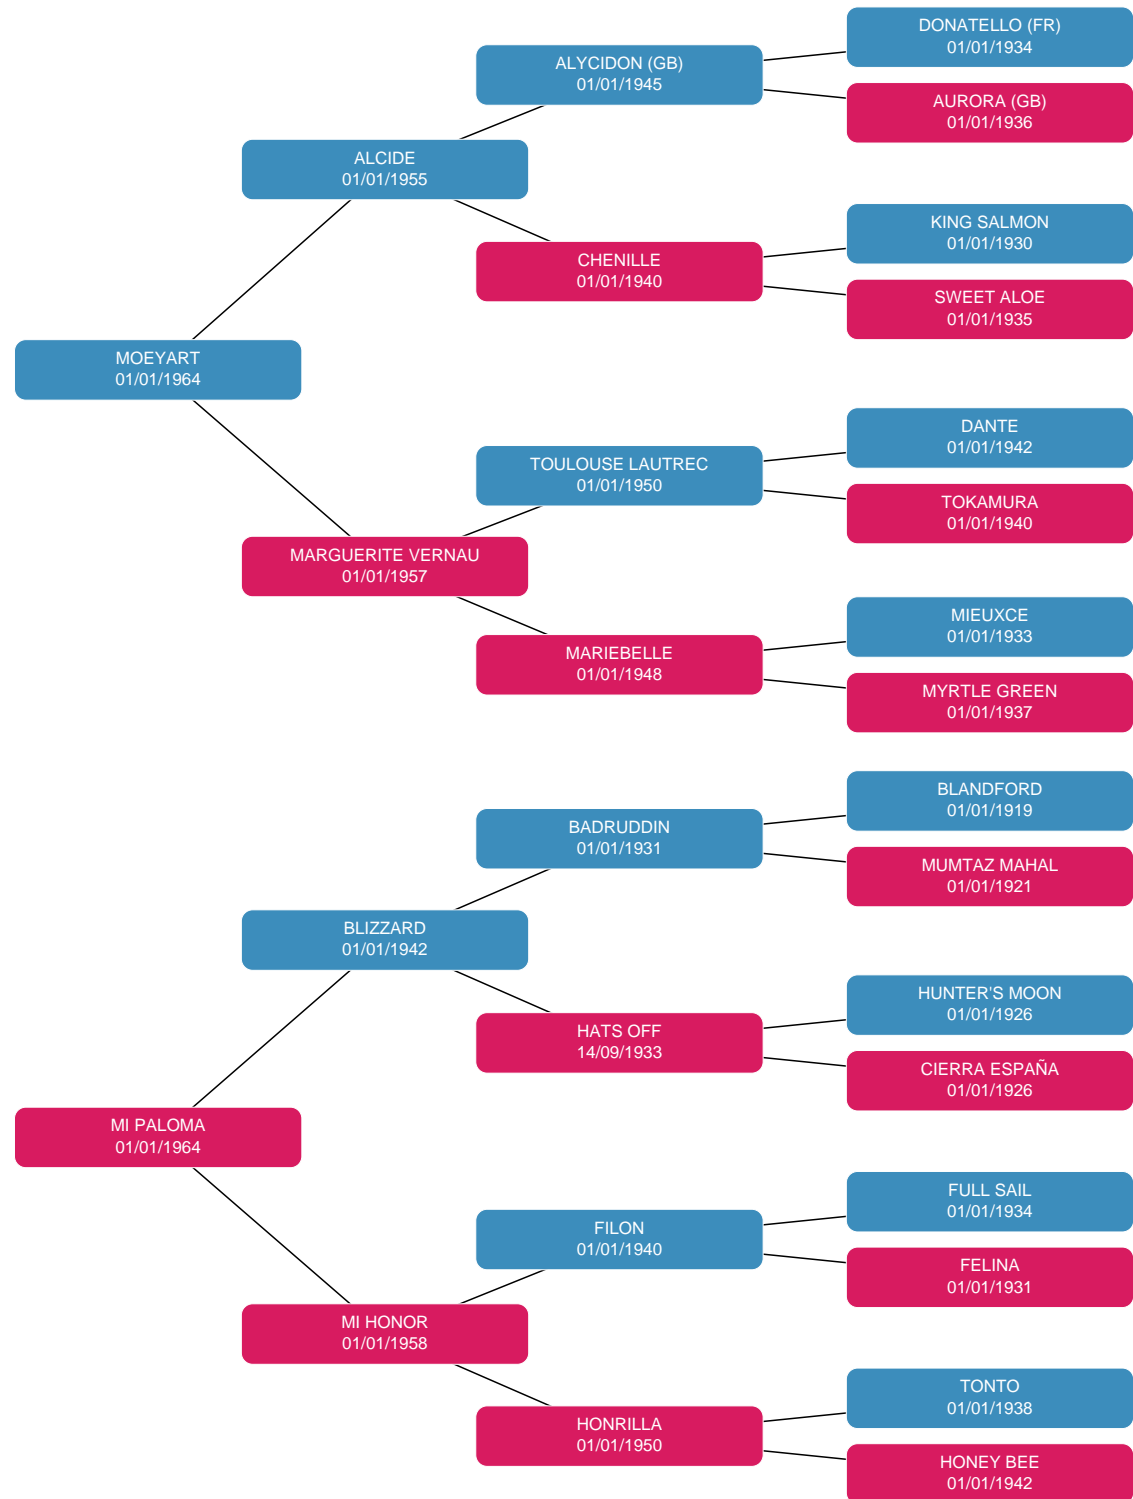 DONATELLO (FR)
01/01/1934
ALYCIDON (GB)
01/01/1945
AURORA (GB)
01/01/1936
ALCIDE
01/01/1955
KING SALMON
01/01/1930
CHENILLE
01/01/1940
SWEET ALOE
01/01/1935
MOEYART
01/01/1964
DANTE
01/01/1942
TOULOUSE LAUTREC
01/01/1950
TOKAMURA
01/01/1940
MARGUERITE VERNAU
01/01/1957
MIEUXCE
01/01/1933
MARIEBELLE
01/01/1948
MYRTLE GREEN
01/01/1937
BLANDFORD
01/01/1919
BADRUDDIN
01/01/1931
MUMTAZ MAHAL
01/01/1921
BLIZZARD
01/01/1942
HUNTER'S MOON
01/01/1926
HATS OFF
14/09/1933
CIERRA ESPAÑA
01/01/1926
MI PALOMA
01/01/1964
FULL SAIL
01/01/1934
FILON
01/01/1940
FELINA
01/01/1931
MI HONOR
01/01/1958
TONTO
01/01/1938
HONRILLA
01/01/1950
HONEY BEE
01/01/1942